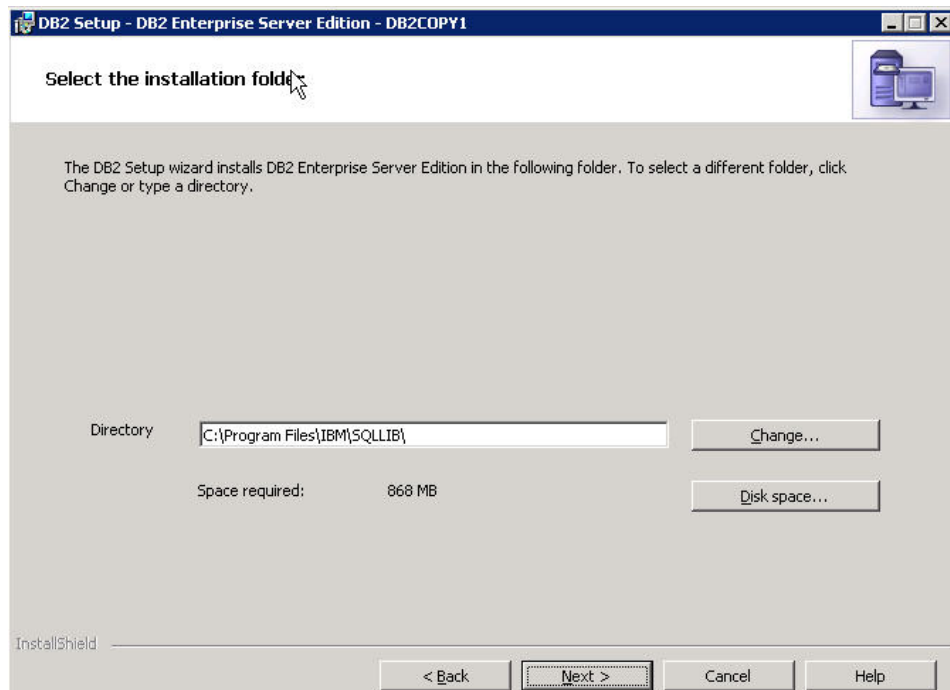 DB2 Setup - DB2 Enterprise Server Edition - DB2COPY1
Select the installation folder
The DB2 Setup wizard installs DB2 Enterprise Server Edition in the following folder. To select a different folder, click
Change or type a directory.
Directory
C:\Program Files\IBM\SQLLIB\
Change...
Space required: 868 MB
Disk space...
InstallShield
< Back
Next >
Cancel
Help